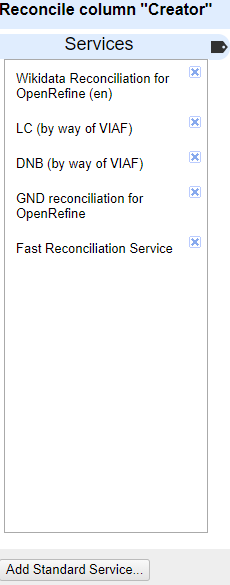 Reconcile column "Creator"
Services
Wikidata Reconciliation for
OpenRefine (en)
LC (by way of VIAF)
DNB (by way of VIAF)
GND reconciliation for
OpenRefine
Fast Reconciliation Service
Add Standard Service...